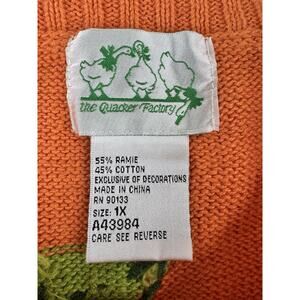 the Quacker Factory
55% RAMIE
45% COTTON
EXCLUSIVE OF DECORATIONS
MADE IN CHINA
RN 90133
SIZE: 1X
A43984
CARE SEE REVERSE